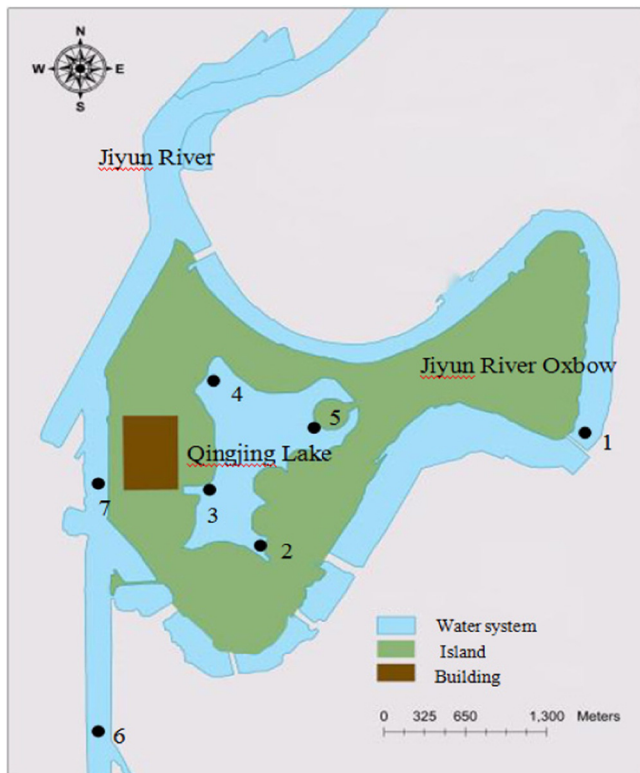 N
W E
S
Jiyun River
Jiyun River Oxbow
4
5
1
Qingjing Lake
7
3
2
Water system
Island
Building
0 325 650 1,300 Meters
6